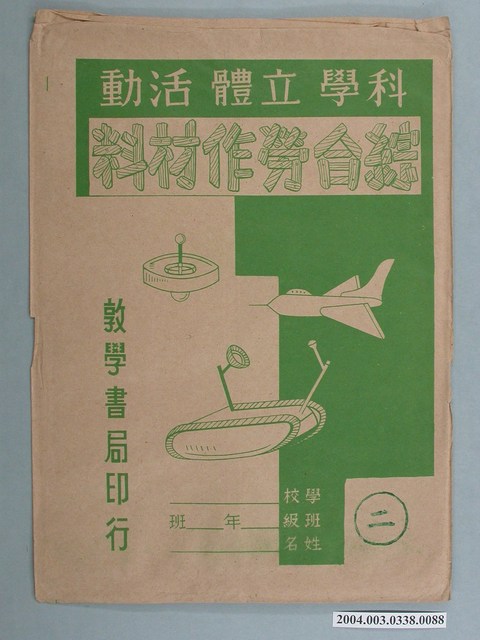 科學 立體 活動
綜合勞作材料
敦學書局印行
學校
班級 年 班
姓名
二
2004.003.0338.0088